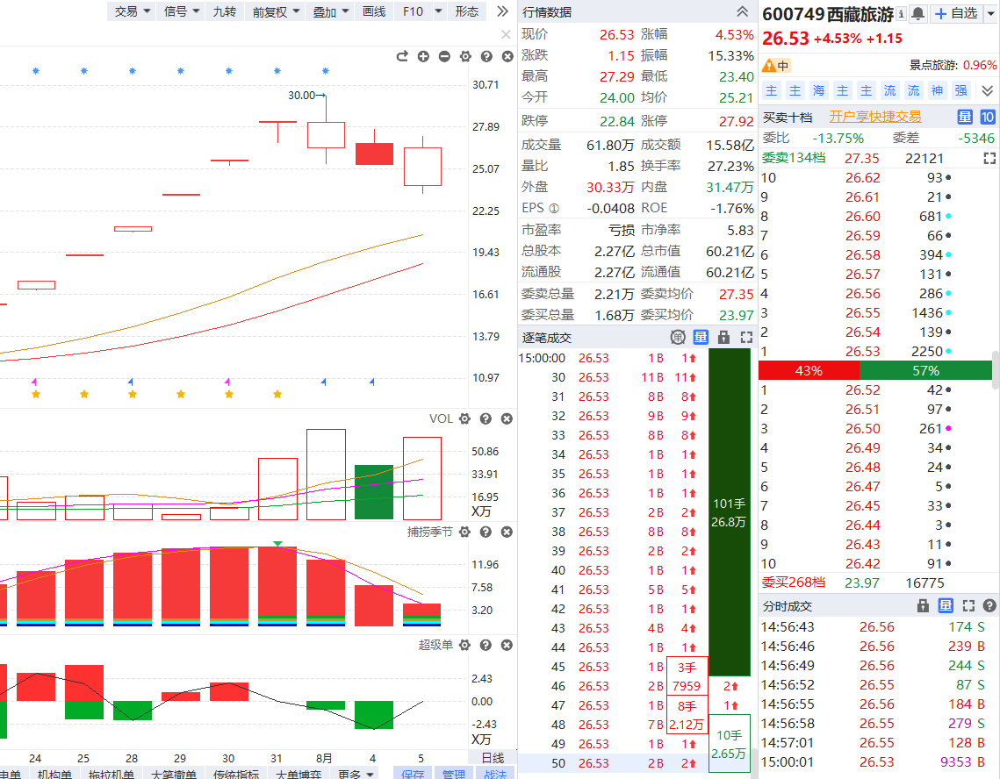 交易 信号 九转 前复权 叠加 画线 F10 形态
30.71
30.00
27.89
25.07
22.25
19.43
16.61
13.79
10.97
VOL
50.86
33.91
16.95
X万
捕捞季节
11.96
7.58
3.20
超级单
2.43
0.00
-2.43
X万
24 25 28 29 30 31 8月 4 5 日线
单 机构单 拖拉机单 大笔撤单 传统指标 大单博弈 更多 保存 管理 战法
行情数据
现价 26.53 涨幅 4.53%
涨跌 1.15 振幅 15.33%
最高 27.29 最低 23.40
今开 24.00 均价 25.21
跌停 22.84 涨停 27.92
成交量 61.80万 成交额 15.58亿
量比 1.85 换手率 27.23%
外盘 30.33万 内盘 31.47万
EPS ① -0.0408 ROE -1.76%
市盈率 亏损 市净率 5.83
总股本 2.27亿 总市值 60.21亿
流通股 2.27亿 流通值 60.21亿
委卖总量 2.21万 委卖均价 27.35
委买总量 1.68万 委买均价 23.97
逐笔成交 单 量
15:00:00 26.53 1 B 1
30 26.53 11 B 11
31 26.53 8 B 8
32 26.53 9 B 9
33 26.53 8 B 8
34 26.53 1 B 1
35 26.53 1 B 1
36 26.53 1 B 1
37 26.53 2 B 2
38 26.53 8 B 8
39 26.53 2 B 2
40 26.53 1 B 1
41 26.53 5 B 5
42 26.53 1 B 1
43 26.53 4 B 4
44 26.53 1 B 1
45 26.53 2 B 3手
46 26.53 2 B 7959 2
47 26.53 1 B 8手 1
48 26.53 7 B 2.12万
49 26.53 1 B 1
50 26.53 2 B 2
101手
26.8万
10手
2.65万
600749 西藏旅游 自选
26.53 +4.53% +1.15
中 景点旅游: 0.96%
主 主 海 主 主 流 流 神 强
买卖十档 开户享快捷交易 量 10
委比 -13.75% 委差 -5346
委卖134档 27.35 22121
10 26.62 93
9 26.61 21
8 26.60 681
7 26.59 66
6 26.58 394
5 26.57 131
4 26.56 286
3 26.55 1436
2 26.54 139
1 26.53 2250
43% 57%
1 26.52 42
2 26.51 97
3 26.50 261
4 26.49 34
5 26.48 24
6 26.47 5
7 26.45 33
8 26.44 3
9 26.43 11
10 26.42 91
委买268档 23.97 16775
分时成交 量
14:56:43 26.56 174 S
14:56:46 26.56 239 B
14:56:49 26.56 244 S
14:56:52 26.55 87 S
14:56:55 26.56 184 B
14:56:58 26.55 279 S
14:57:01 26.55 128 B
15:00:01 26.53 9353 B